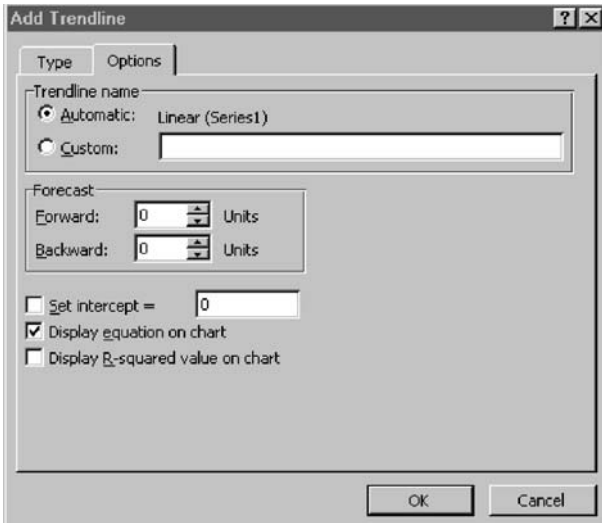 Add Trendline
Type Options
Trendline name
Automatic: Linear (Series1)
Custom:
Forecast
Forward: 0 Units
Backward: 0 Units
Set intercept = 0
Display equation on chart
Display R-squared value on chart
OK Cancel